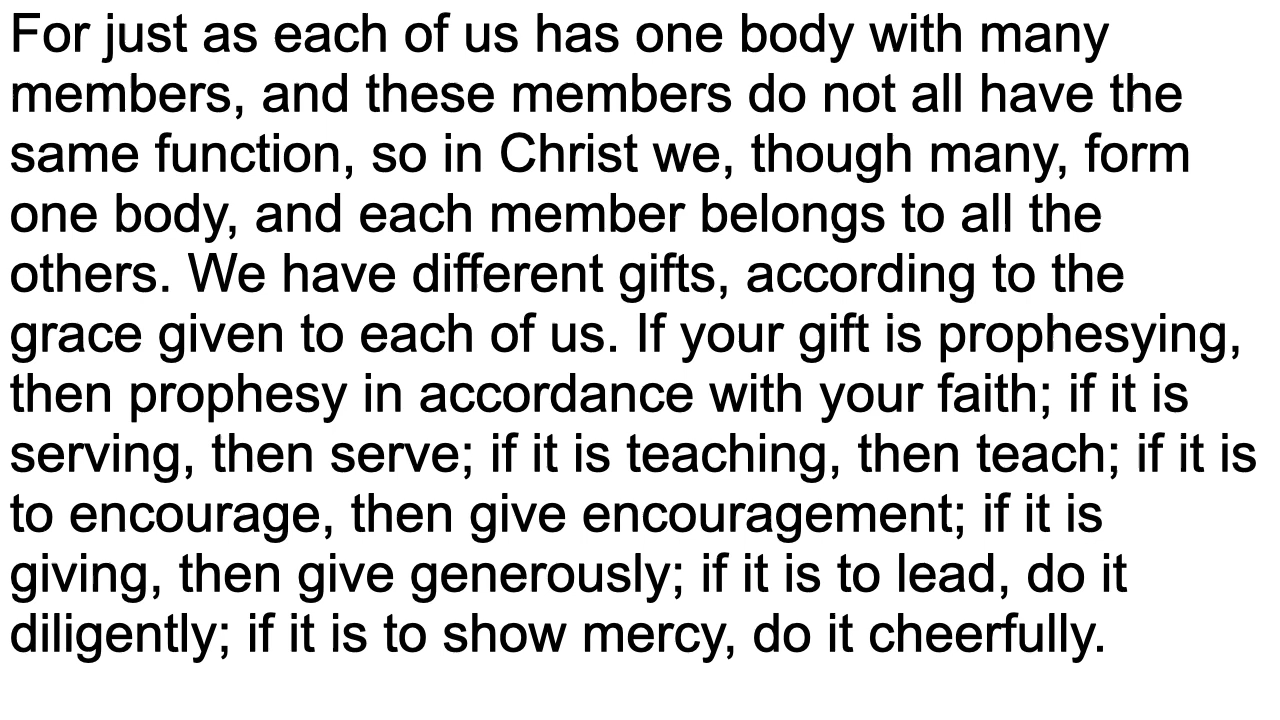 For just as each of us has one body with many
members, and these members do not all have the
same function, so in Christ we, though many, form
one body, and each member belongs to all the
others. We have different gifts, according to the
grace given to each of us. If your gift is prophesying,
then prophesy in accordance with your faith; if it is
serving, then serve; if it is teaching, then teach; if it is
to encourage, then give encouragement; if it is
giving, then give generously; if it is to lead, do it
diligently; if it is to show mercy, do it cheerfully.